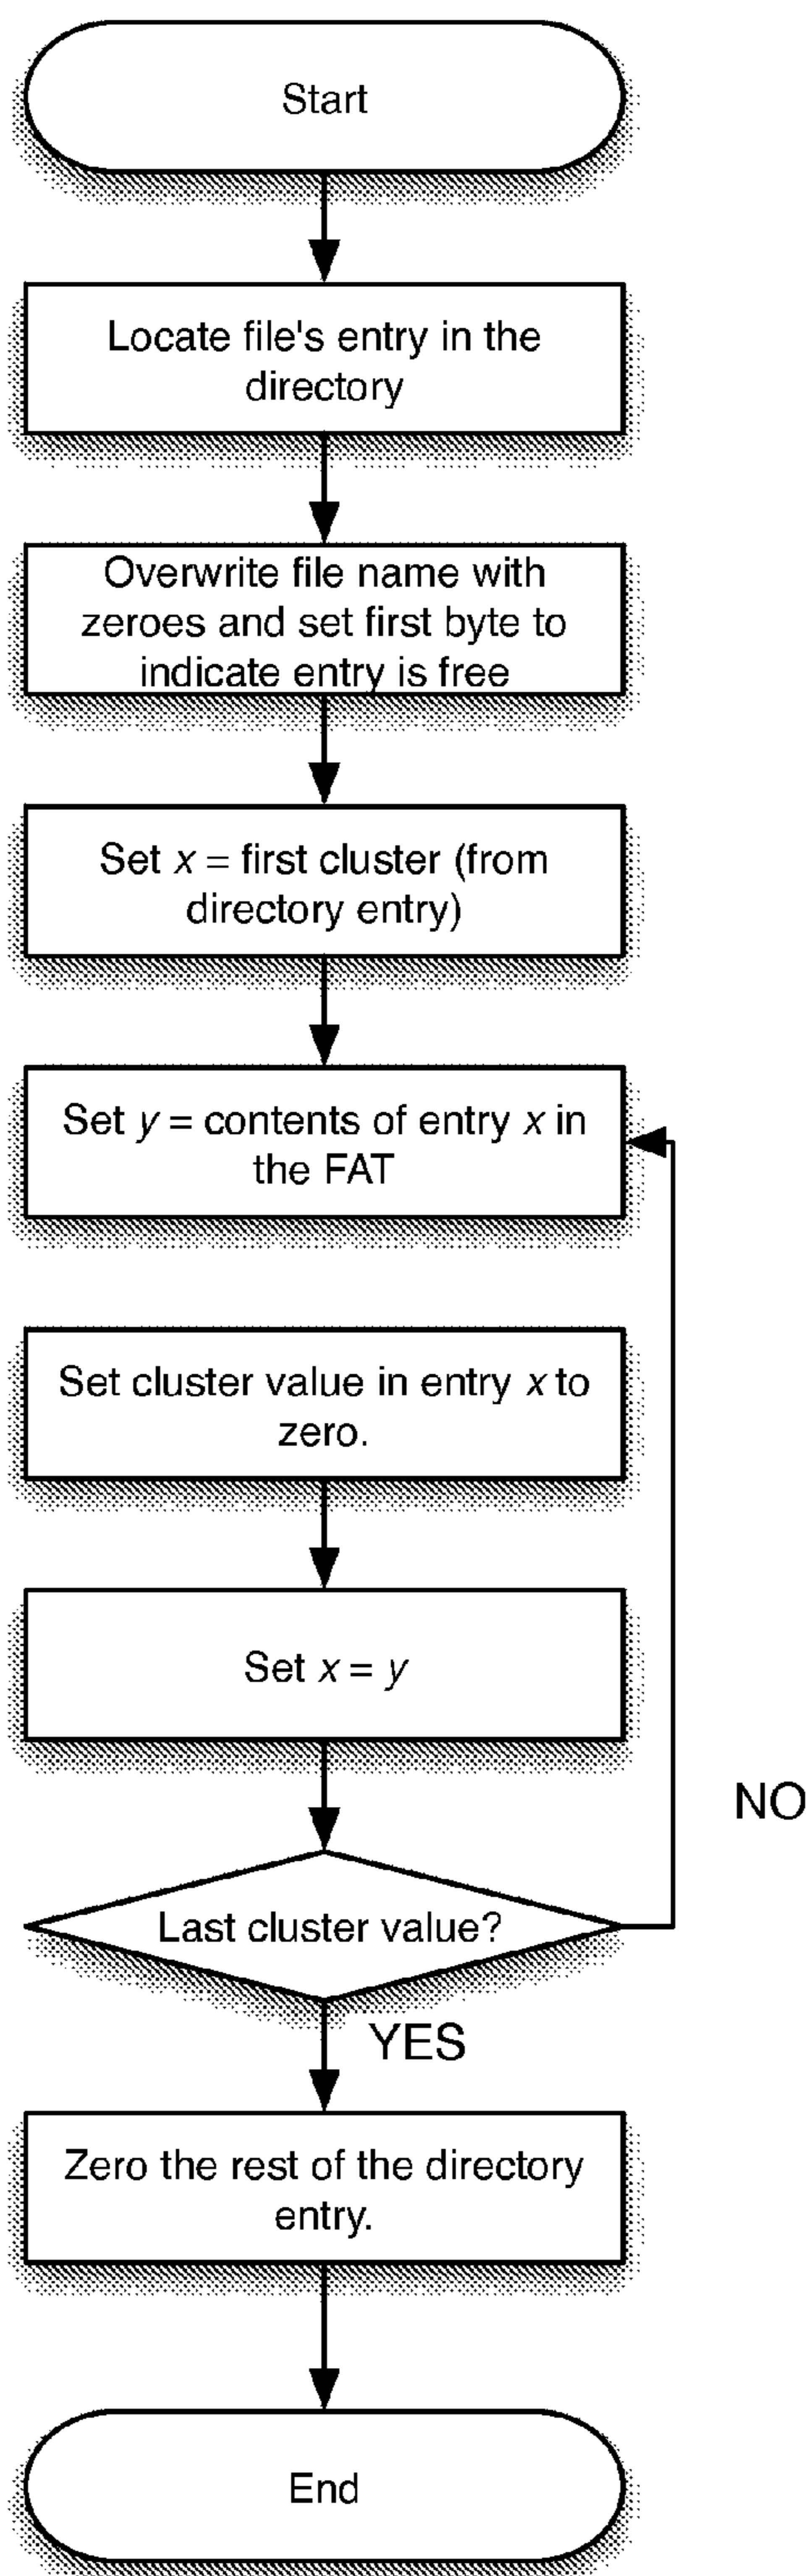 Start
Locate file's entry in the
directory
Overwrite file name with
zeroes and set first byte to
indicate entry is free
Set x = first cluster (from
directory entry)
Set y = contents of entry x in
the FAT
Set cluster value in entry x to
zero.
Set x = y
NO
Last cluster value?
YES
Zero the rest of the directory
entry.
End